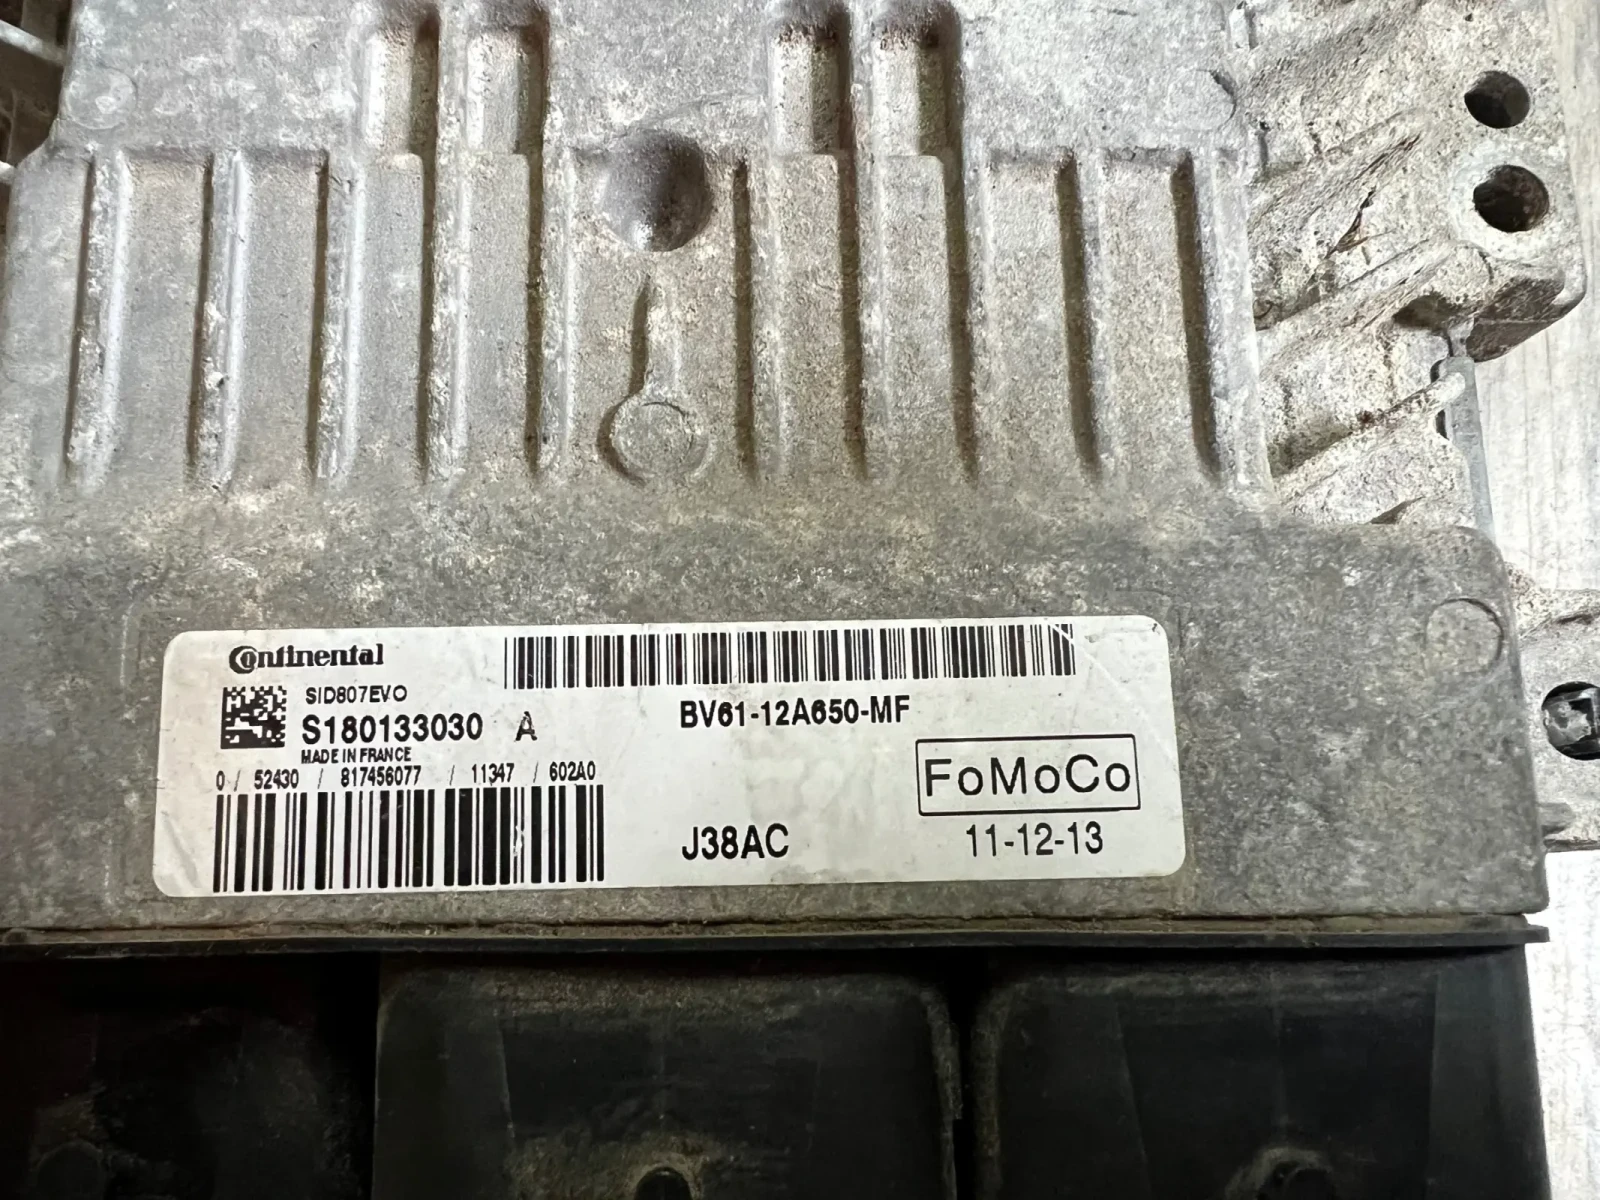 Continental
SID807EVO
S180133030 A
MADE IN FRANCE
0 / 52430 / 817456077 / 11347 / 602A0
BV61-12A650-MF
FoMoCo
J38AC
11-12-13